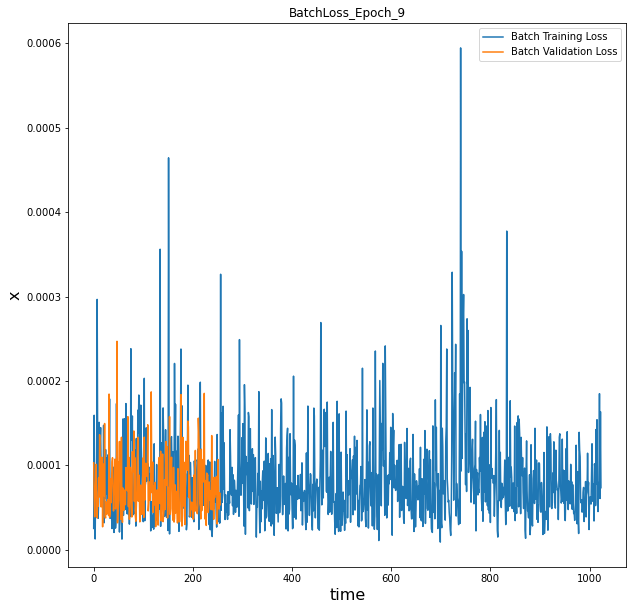 BatchLoss_Epoch_9
Batch Training Loss
Batch Validation Loss
0.0006
0.0005
0.0004
0.0003
0.0002
0.0001
0.0000
x
0
200
400
600
800
1000
time